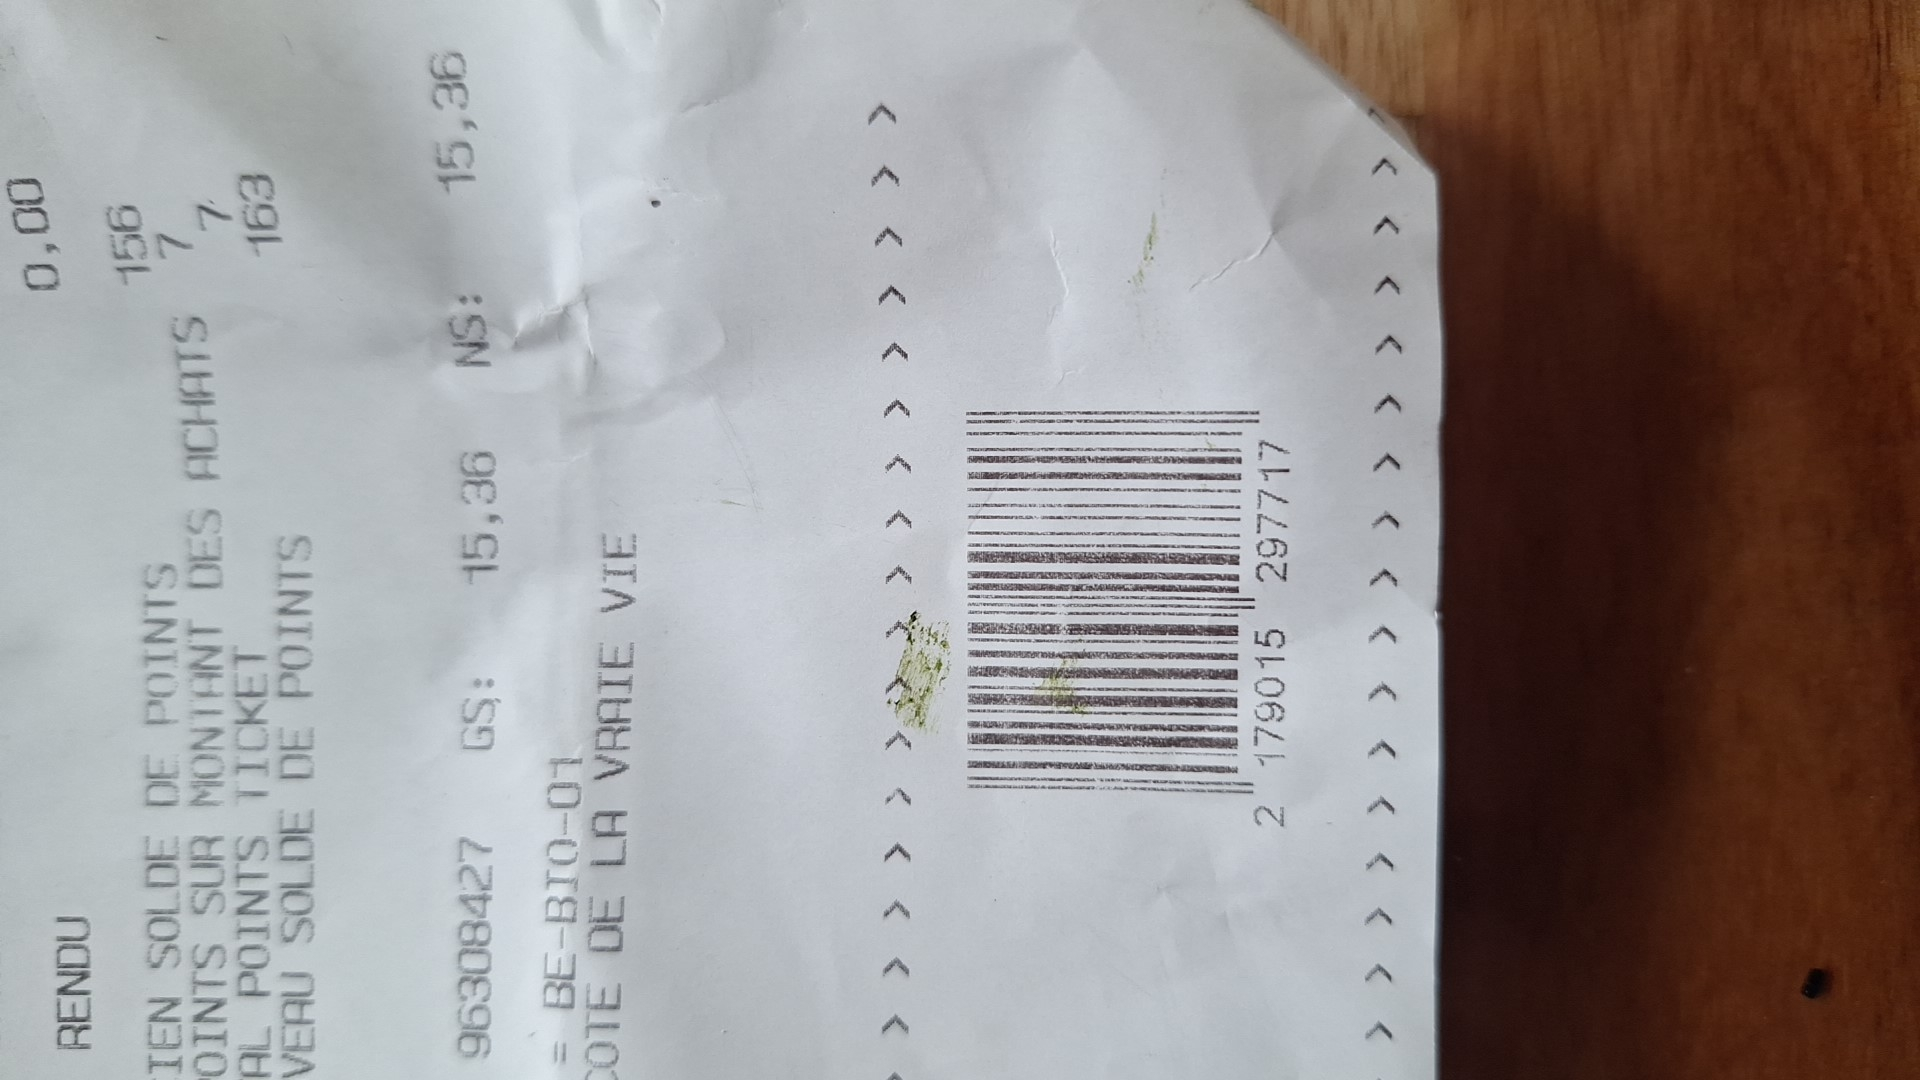 RENDU 0,00
IEN SOLDE DE POINTS 156
POINTS SUR MONTANT DES ACHATS 7
AL POINTS TICKET 7
VEAU SOLDE DE POINTS 163
96308427 GS: 15,36 NS: 15,36
= BE-BIO-01
COTE DE LA VRAIE VIE
^ ^ ^ ^ ^ ^ ^ ^ ^ ^ ^ ^ ^ ^ ^ ^ ^ ^
2 179015 297717
^ ^ ^ ^ ^ ^ ^ ^ ^ ^ ^ ^ ^ ^ ^ ^ ^